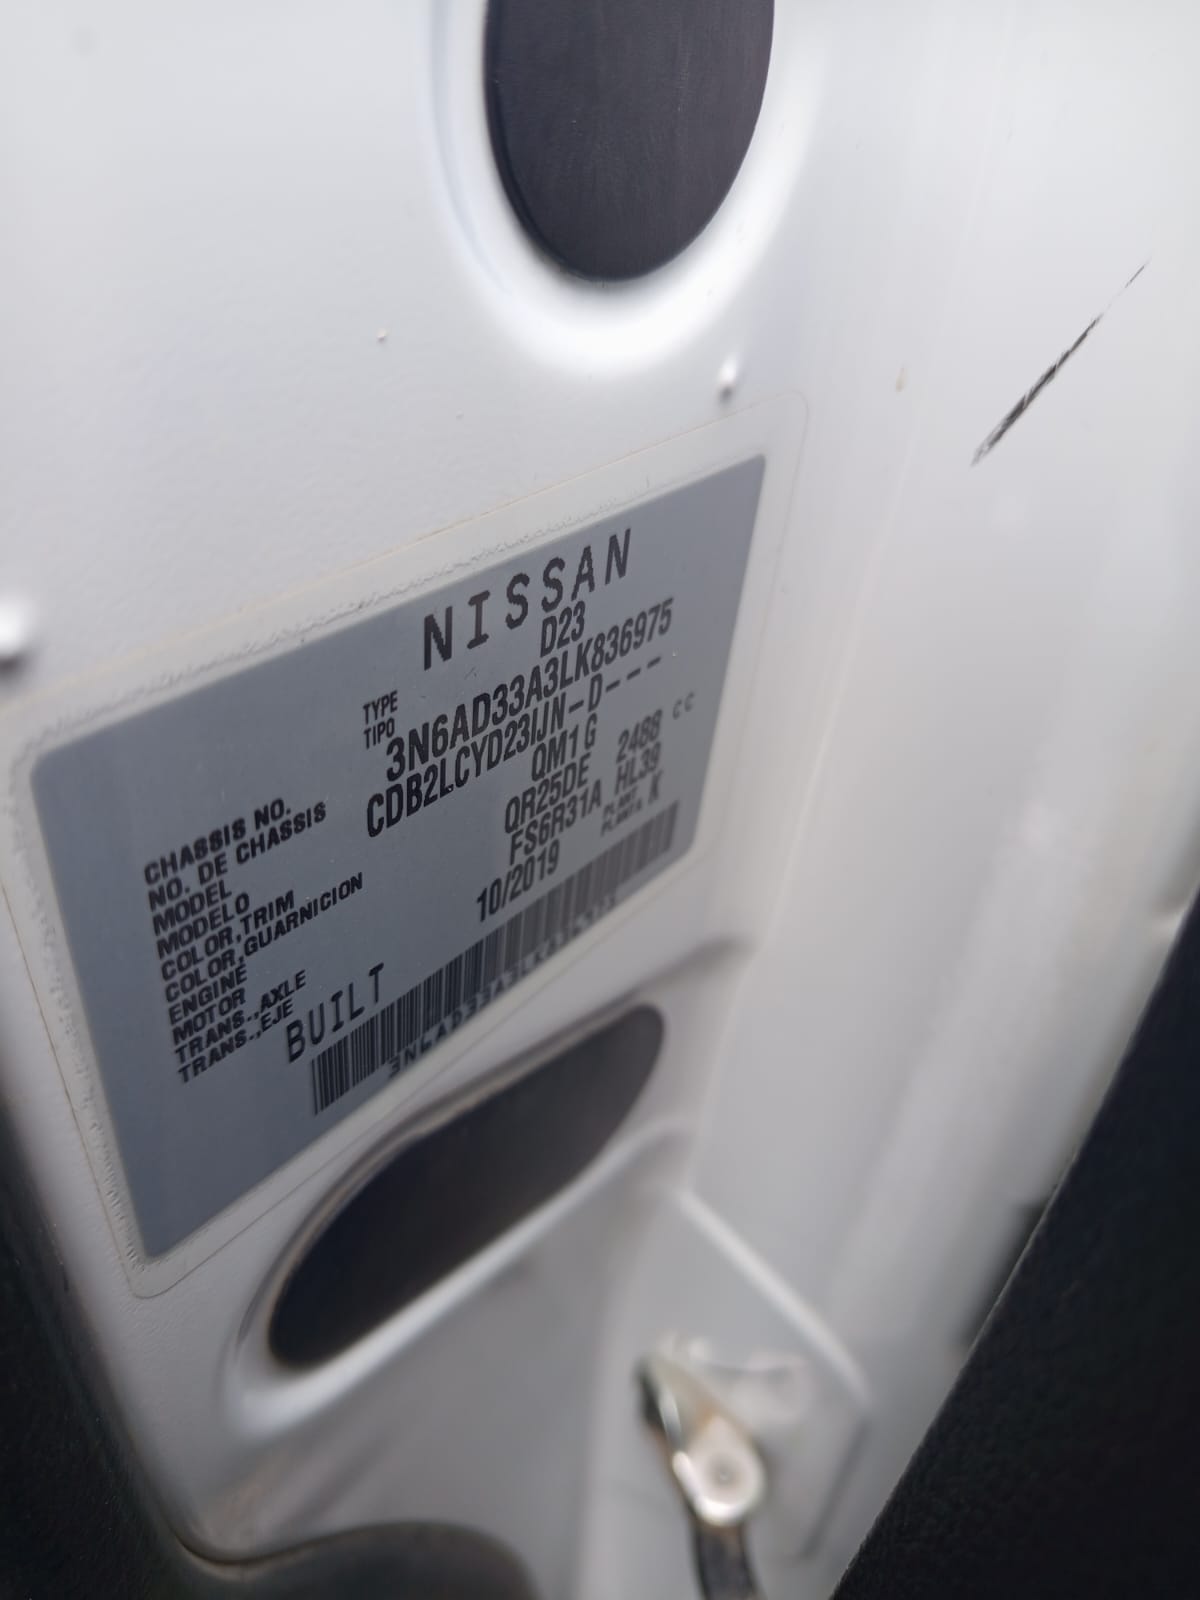 NISSAN
TYPE
TIPO
D23
CHASSIS NO.
NO. DE CHASSIS
3N6AD33A3LK836975
MODEL
MODELO
CDB2LCYD23IJN-D---
COLOR,TRIM
COLOR,GUARNICION
QM1 G
ENGINE
MOTOR
QR25DE 2488 CC
TRANS.,AXLE
TRANS.,EJE
FS6R31A HL39
BUILT 10/2019
PLANT
PLANTA K